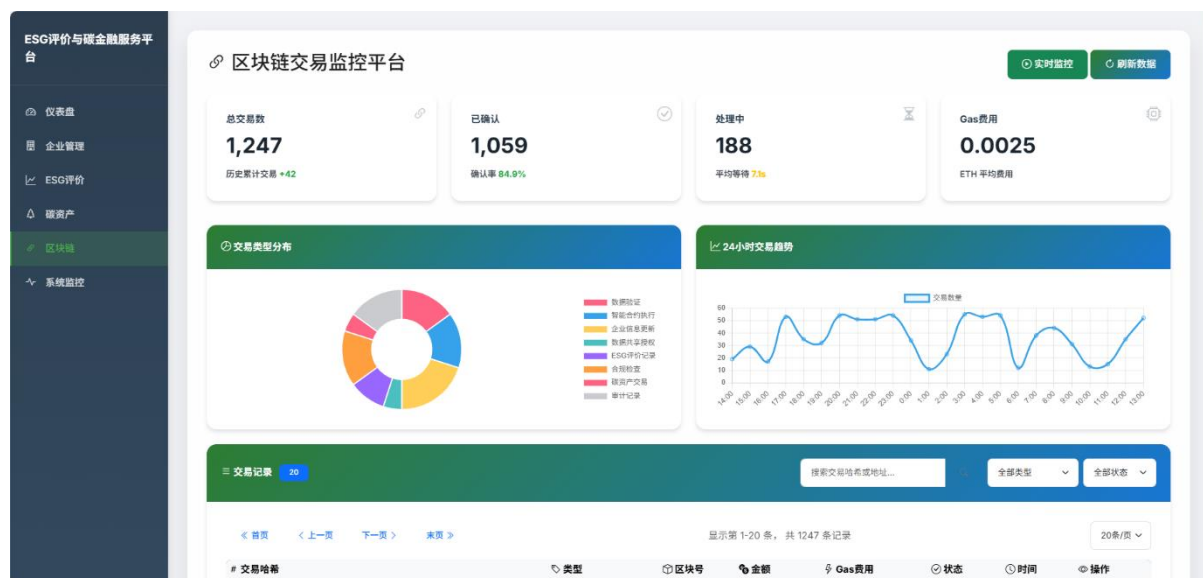 ESG评价与碳金融服务平
台
仪表盘
企业管理
ESG评价
碳资产
区块链
系统监控
区块链交易监控平台
实时监控
刷新数据
总交易数
1,247
历史累计交易 +42
已确认
1,059
确认率 84.9%
处理中
188
平均等待 7.1s
Gas费用
0.0025
ETH 平均费用
交易类型分布
数据验证
智能合约执行
企业信息更新
数据共享授权
ESG评价记录
合规检查
碳资产交易
审计记录
24小时交易趋势
交易数量
60
50
40
30
20
10
0
14:00 15:00 16:00 17:00 18:00 19:00 20:00 21:00 22:00 23:00 0:00 1:00 2:00 3:00 4:00 5:00 6:00 7:00 8:00 9:00 10:00 11:00 12:00 13:00
交易记录 20
搜索交易哈希或地址...
全部类型
全部状态
« 首页 < 上一页 下一页 > 末页 »
显示第 1-20 条， 共 1247 条记录
20条/页
# 交易哈希 类型 区块号 金额 Gas费用 状态 时间 操作